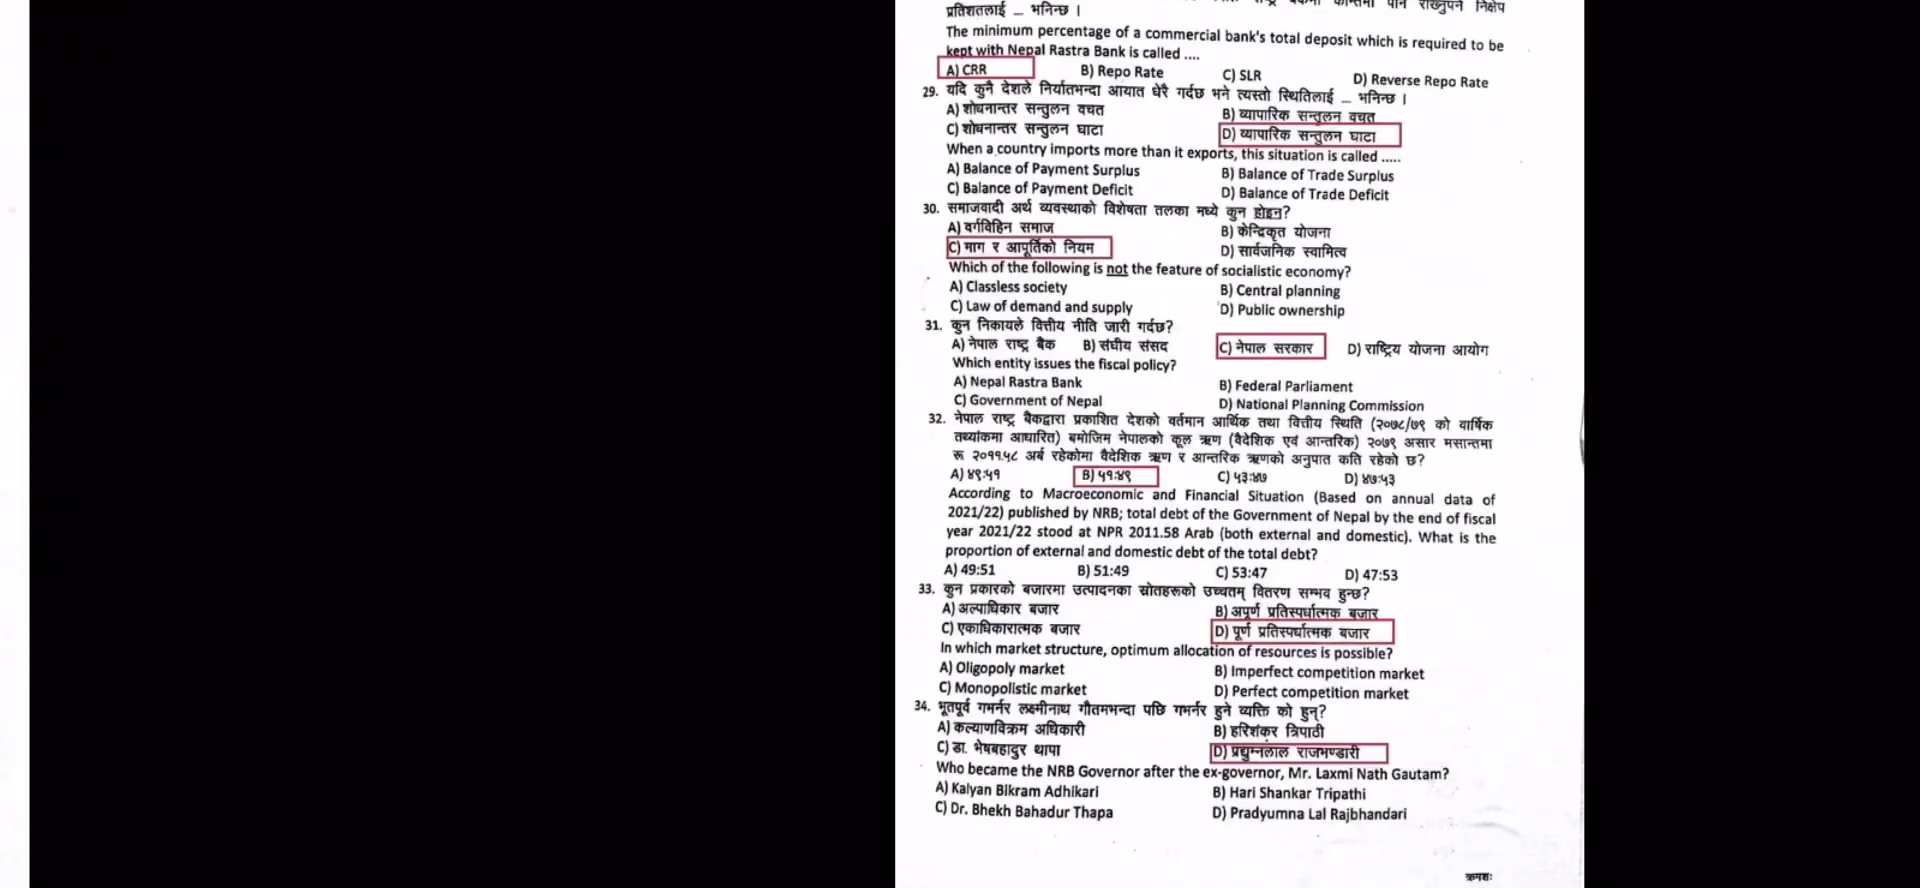 प्रतिशतलाई _ भनिन्छ ।
The minimum percentage of a commercial bank's total deposit which is required to be
kept with Nepal Rastra Bank is called ....
A) CRR B) Repo Rate C) SLR D) Reverse Repo Rate
29. यदि कुनै देशले निर्यातभन्दा आयात धेरै गर्दछ भने त्यस्तो स्थितिलाई _ भनिन्छ ।
A) शोधनान्तर सन्तुलन वचत B) व्यापारिक सन्तुलन वचत
C) शोधनान्तर सन्तुलन घाटा D) व्यापारिक सन्तुलन घाटा
When a country imports more than it exports, this situation is called .....
A) Balance of Payment Surplus B) Balance of Trade Surplus
C) Balance of Payment Deficit D) Balance of Trade Deficit
30. समाजवादी अर्थ व्यवस्थाको विशेषता तलका मध्ये कुन होइन?
A) वर्गविहिन समाज B) केन्द्रिकृत योजना
C) माग र आपूर्तिको नियम D) सार्वजनिक स्वामित्व
Which of the following is not the feature of socialistic economy?
A) Classless society B) Central planning
C) Law of demand and supply D) Public ownership
31. कुन निकायले वित्तीय नीति जारी गर्दछ?
A) नेपाल राष्ट्र बैंक B) संघीय संसद C) नेपाल सरकार D) राष्ट्रिय योजना आयोग
Which entity issues the fiscal policy?
A) Nepal Rastra Bank B) Federal Parliament
C) Government of Nepal D) National Planning Commission
32. नेपाल राष्ट्र बैंकद्वारा प्रकाशित देशको वर्तमान आर्थिक तथा वित्तीय स्थिति (२०७८/७९ को वार्षिक
तथ्यांकमा आधारित) बमोजिम नेपालको कूल ऋण (वैदेशिक एवं आन्तरिक) २०७९ असार मसान्तमा
रू २०११.५८ अर्ब रहेकोमा वैदेशिक ऋण र आन्तरिक ऋणको अनुपात कति रहेको छ?
A) ४९:५१ B) ५१:४९ C) ५३:४७ D) ४७:५३
According to Macroeconomic and Financial Situation (Based on annual data of
2021/22) published by NRB; total debt of the Government of Nepal by the end of fiscal
year 2021/22 stood at NPR 2011.58 Arab (both external and domestic). What is the
proportion of external and domestic debt of the total debt?
A) 49:51 B) 51:49 C) 53:47 D) 47:53
33. कुन प्रकारको बजारमा उत्पादनका स्रोतहरूको उच्चतम् वितरण सम्भव हुन्छ?
A) अल्पाधिकार बजार B) अपूर्ण प्रतिस्पर्धात्मक बजार
C) एकाधिकारात्मक बजार D) पूर्ण प्रतिस्पर्धात्मक बजार
In which market structure, optimum allocation of resources is possible?
A) Oligopoly market B) Imperfect competition market
C) Monopolistic market D) Perfect competition market
34. भूतपूर्व गभर्नर लक्ष्मीनाथ गौतमभन्दा पछि गभर्नर हुने व्यक्ति को हुन्?
A) कल्याणविक्रम अधिकारी B) हरिशंकर त्रिपाठी
C) डा. भेषबहादुर थापा D) प्रद्युम्नलाल राजभण्डारी
Who became the NRB Governor after the ex-governor, Mr. Laxmi Nath Gautam?
A) Kalyan Bikram Adhikari B) Hari Shankar Tripathi
C) Dr. Bhekh Bahadur Thapa D) Pradyumna Lal Rajbhandari
क्रमशः